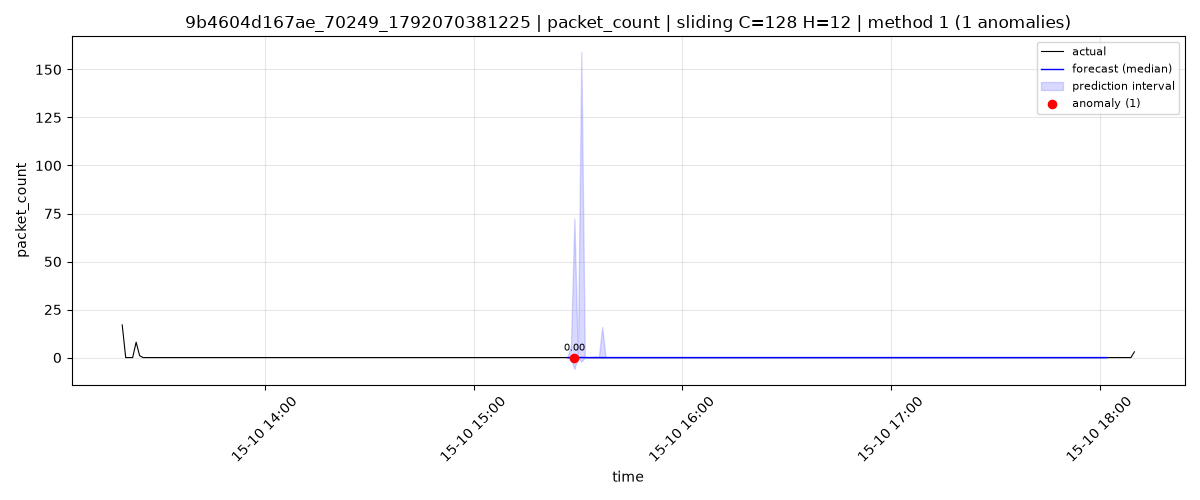 9b4604d167ae_70249_1792070381225 | packet_count | sliding C=128 H=12 | method 1 (1 anomalies)
actual
forecast (median)
prediction interval
anomaly (1)
packet_count
150
125
100
75
50
25
0
0.00
15-10 14:00
15-10 15:00
15-10 16:00
15-10 17:00
15-10 18:00
time